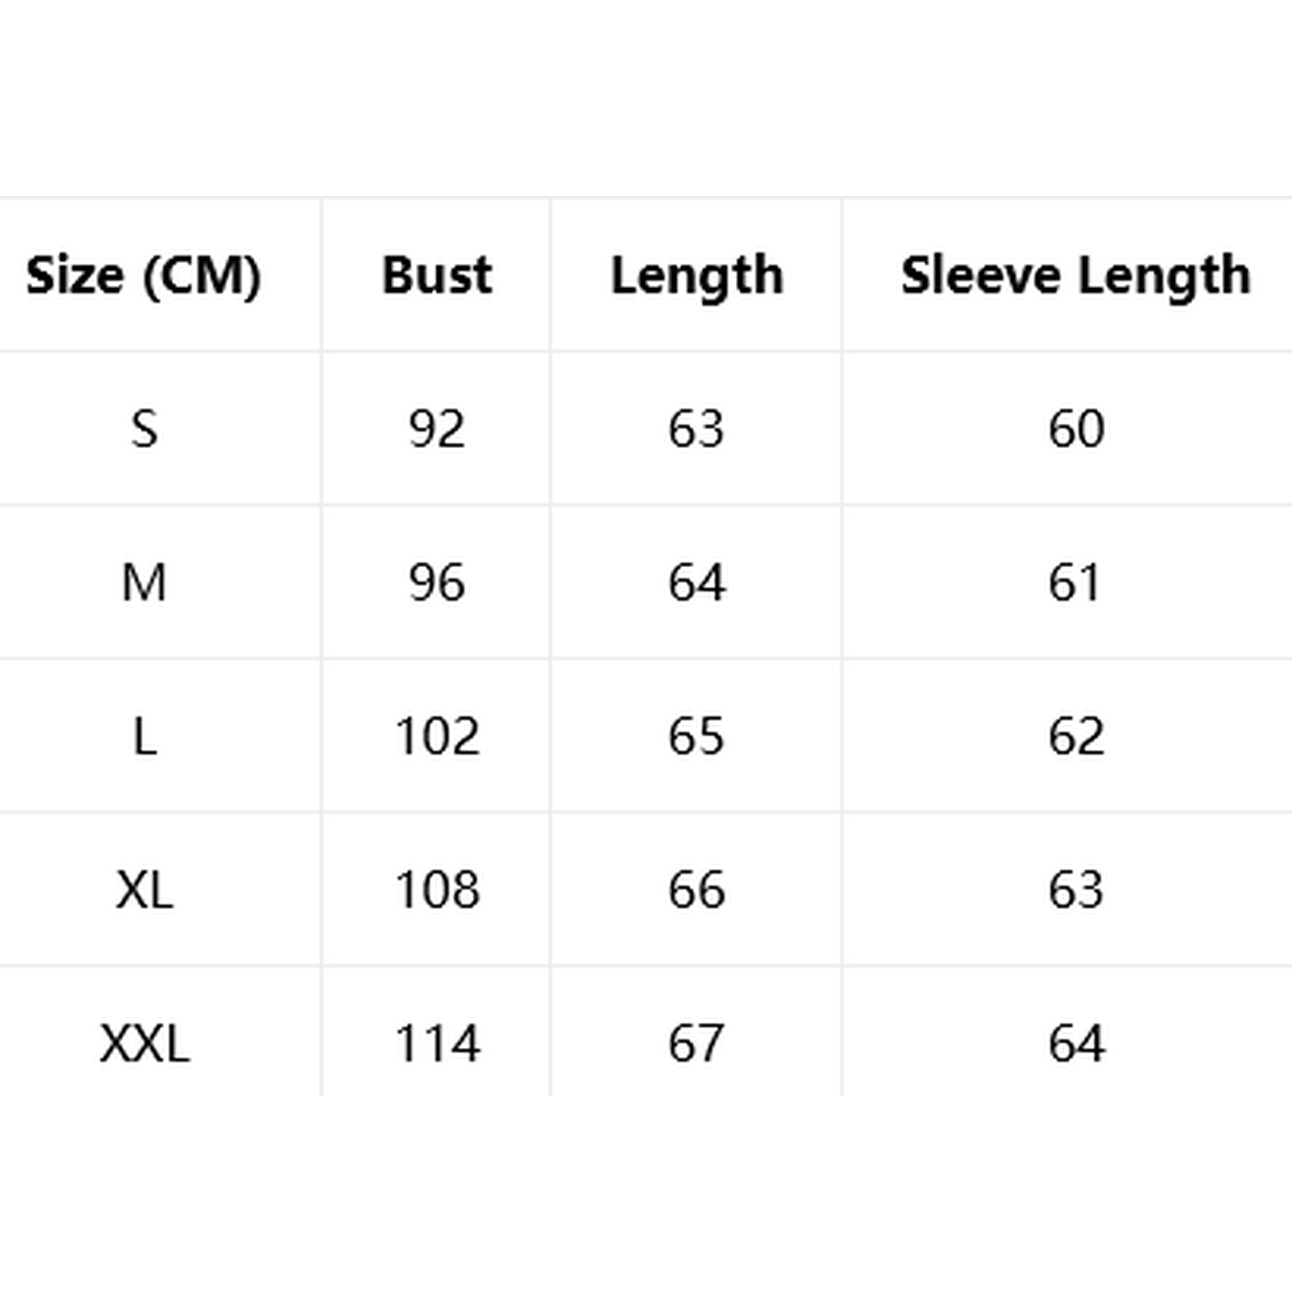 Size (CM) Bust Length Sleeve Length
S 92 63 60
M 96 64 61
L 102 65 62
XL 108 66 63
XXL 114 67 64